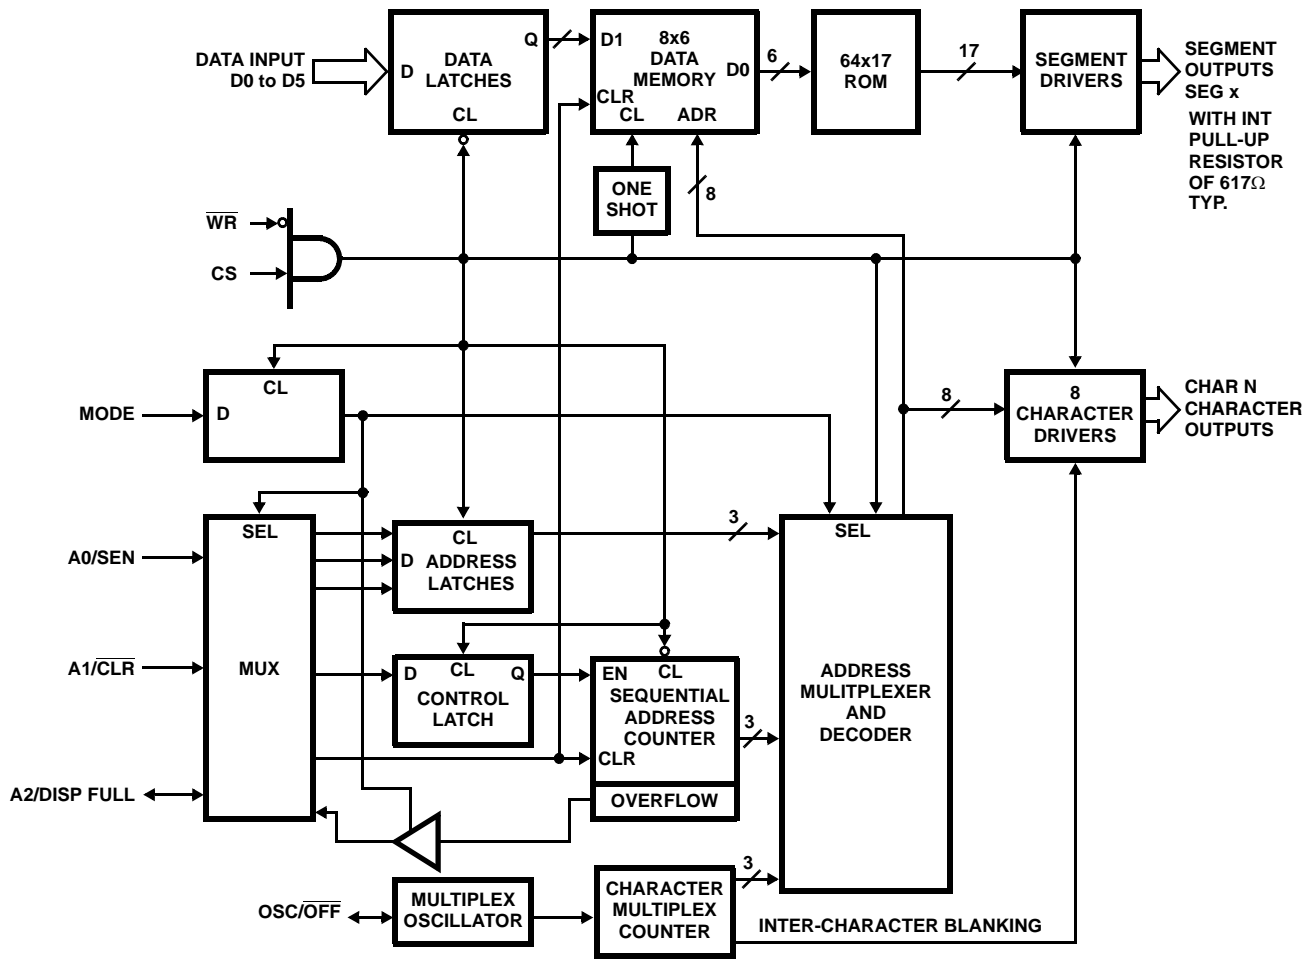 DATA INPUT
D0 to D5
D
DATA
LATCHES
Q
CL
D1
8x6
DATA
MEMORY
D0
CLR
CL
ADR
6
64x17
ROM
17
SEGMENT
DRIVERS
SEGMENT
OUTPUTS
SEG x
WITH INT
PULL-UP
RESISTOR
OF 617Ω
TYP.
ONE
SHOT
8
WR
CS
MODE
CL
D
8
8
CHARACTER
DRIVERS
CHAR N
CHARACTER
OUTPUTS
A0/SEN
A1/CLR
A2/DISP FULL
SEL
MUX
CL
D
ADDRESS
LATCHES
3
SEL
ADDRESS
MULITPLEXER
AND
DECODER
D
CL
Q
CONTROL
LATCH
EN
CL
SEQUENTIAL
ADDRESS
COUNTER
CLR
OVERFLOW
3
OSC/OFF
MULTIPLEX
OSCILLATOR
CHARACTER
MULTIPLEX
COUNTER
3
INTER-CHARACTER BLANKING